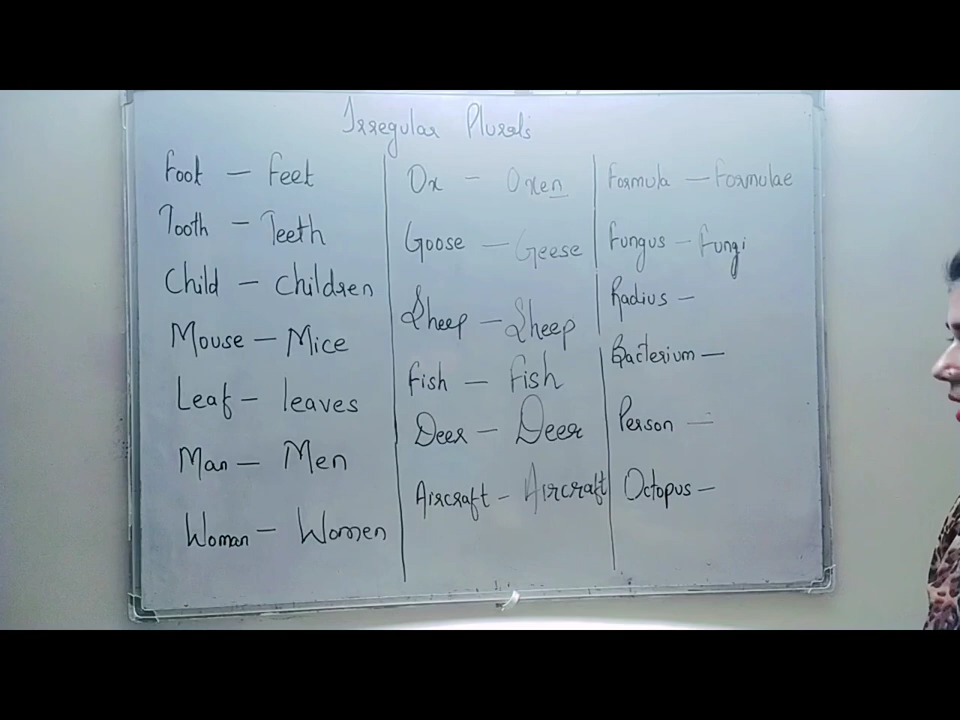 Irregular Plurals
Foot - Feet
Tooth - Teeth
Child - Children
Mouse - Mice
Leaf - leaves
Man - Men
Woman - Women
Ox - Oxen
Goose - Geese
Sheep - Sheep
Fish - Fish
Deer - Deer
Aircraft - Aircraft
Formula - Formulae
Fungus - Fungi
Radius -
Bacterium -
Person -
Octopus -